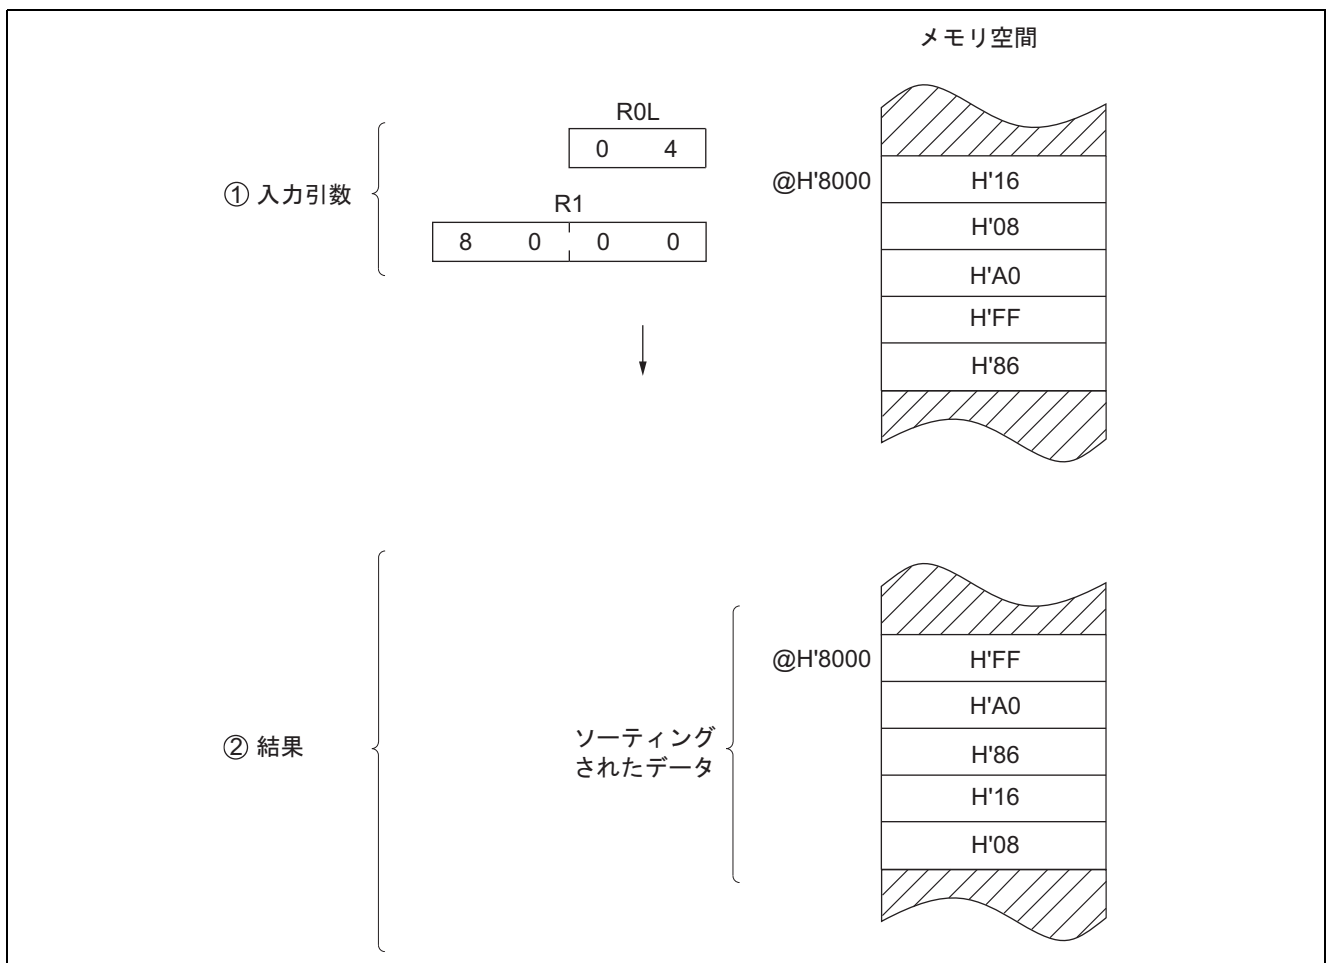 メモリ空間
R0L
0 4
① 入力引数
R1
8 0 0 0
@H'8000
H'16
H'08
H'A0
H'FF
H'86
② 結果
ソーティング
されたデータ
@H'8000
H'FF
H'A0
H'86
H'16
H'08